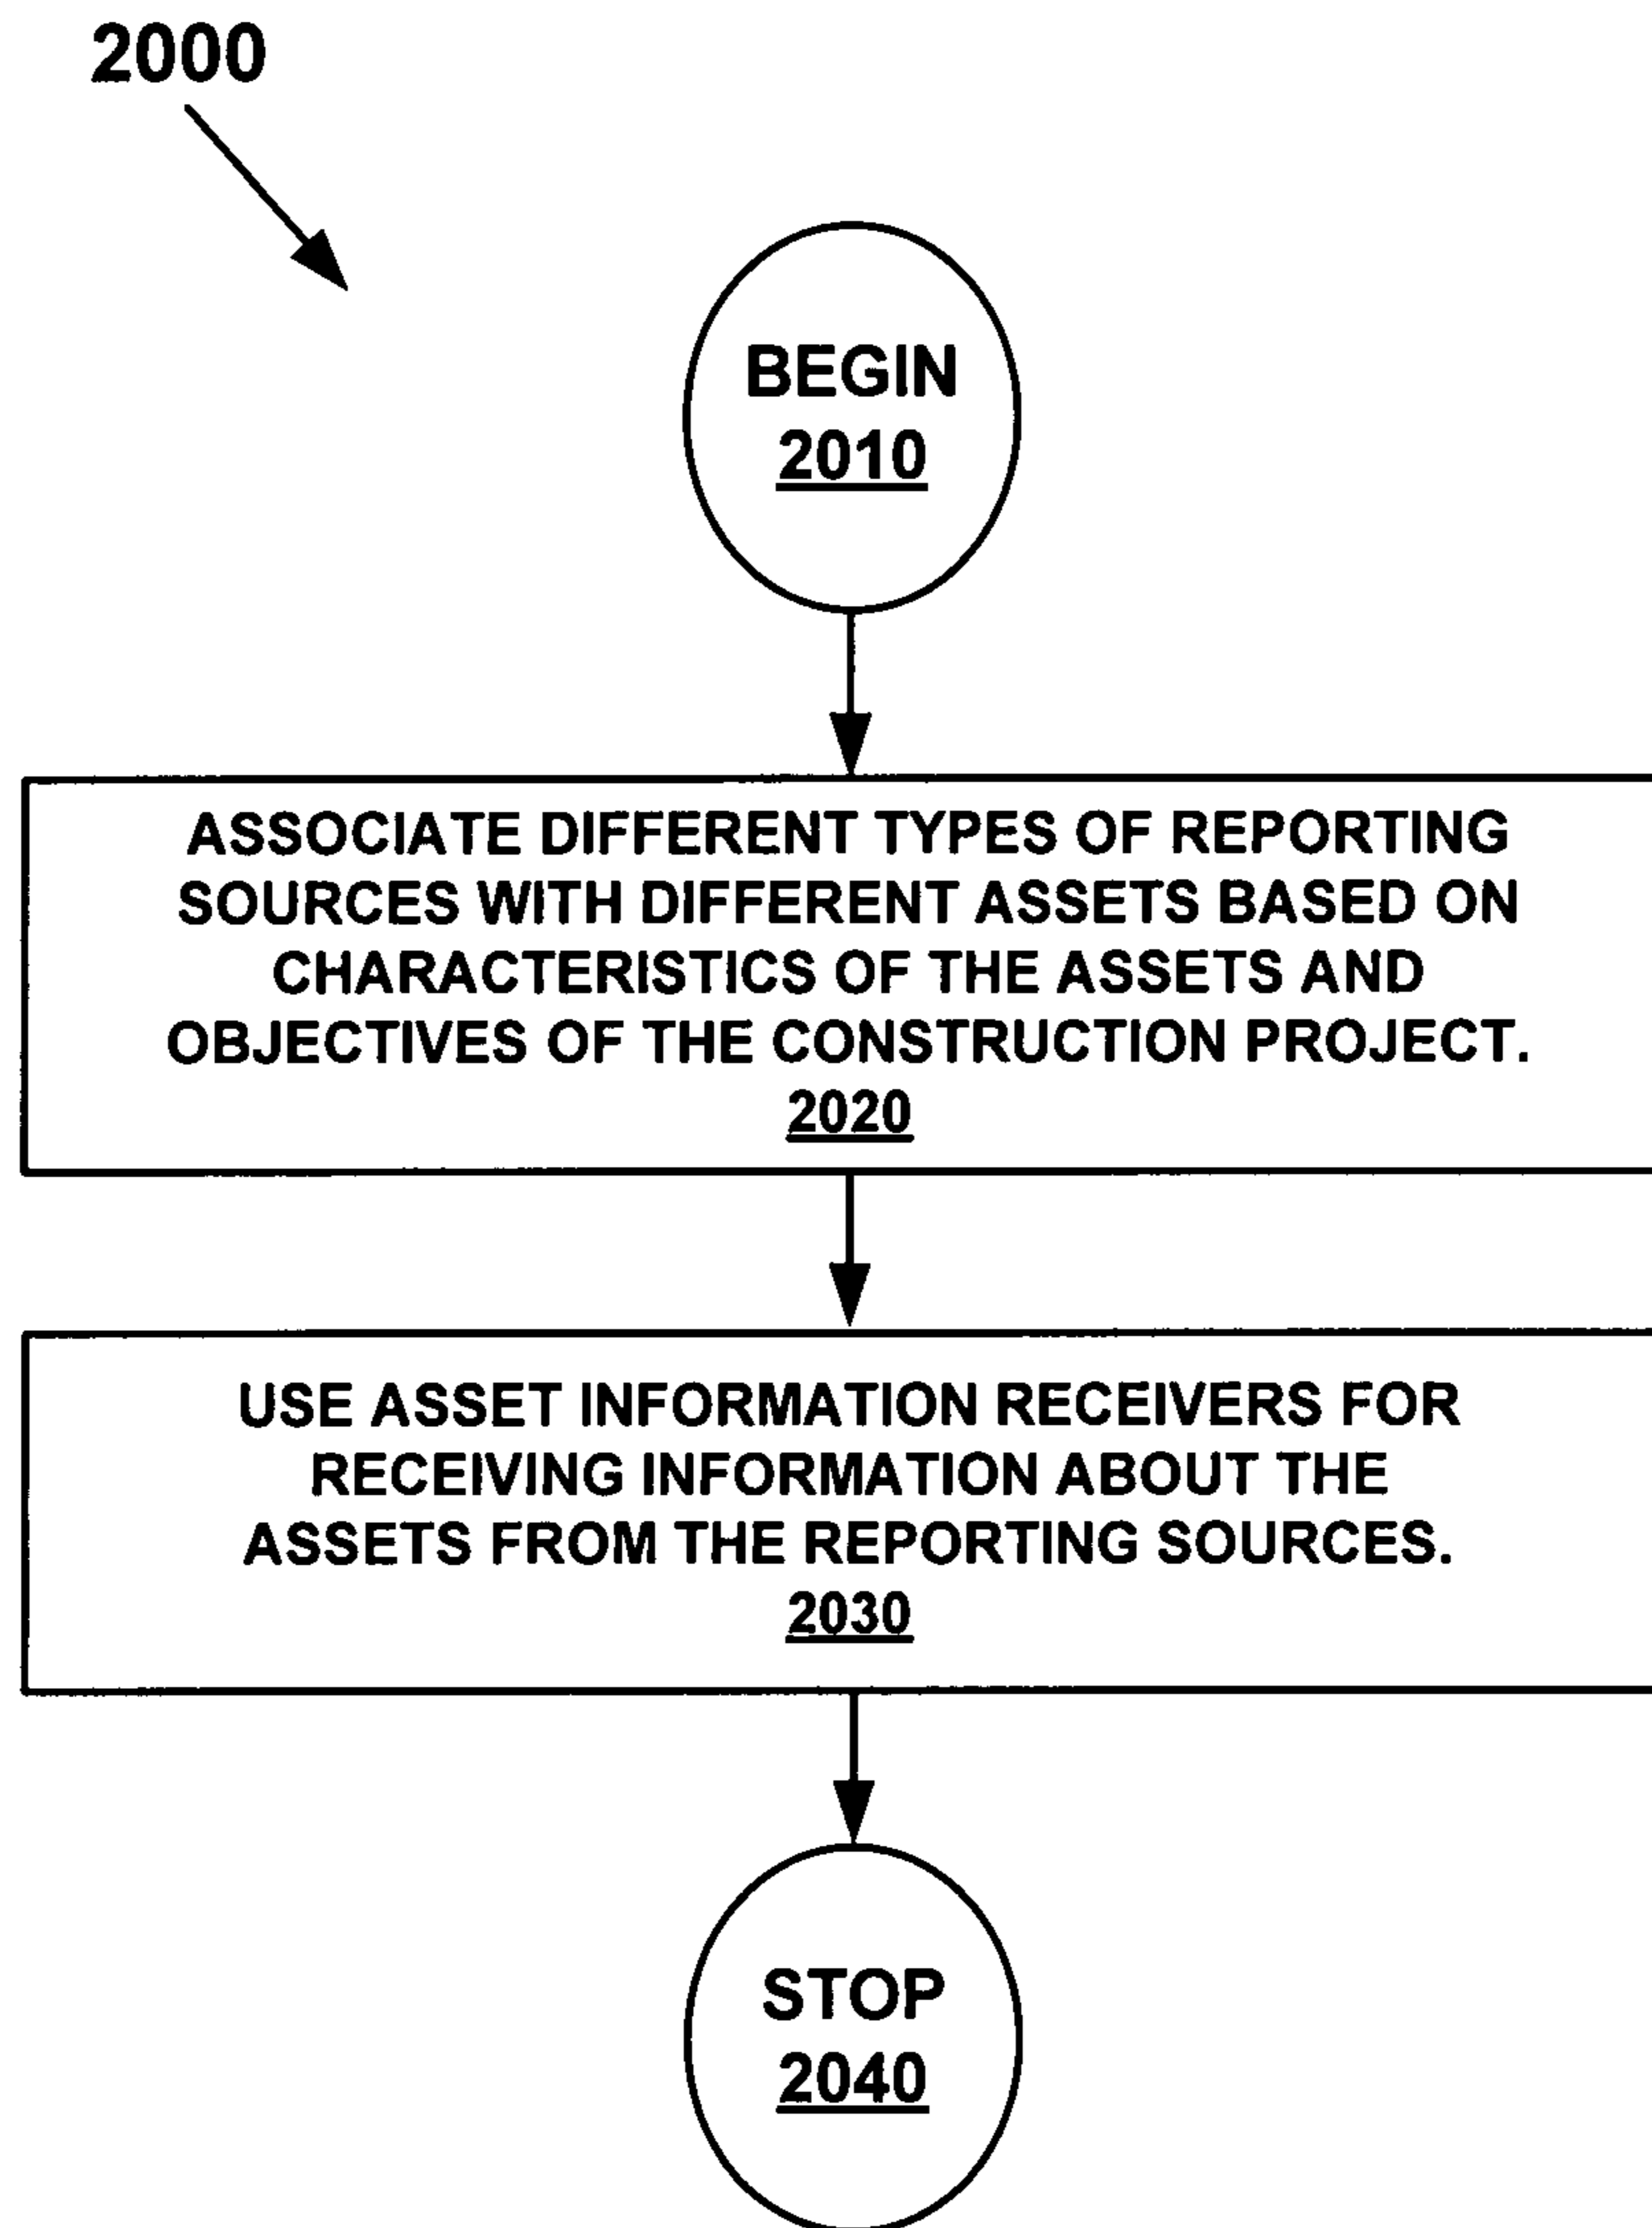 2000
BEGIN
2010
ASSOCIATE DIFFERENT TYPES OF REPORTING
SOURCES WITH DIFFERENT ASSETS BASED ON
CHARACTERISTICS OF THE ASSETS AND
OBJECTIVES OF THE CONSTRUCTION PROJECT.
2020
USE ASSET INFORMATION RECEIVERS FOR
RECEIVING INFORMATION ABOUT THE
ASSETS FROM THE REPORTING SOURCES.
2030
STOP
2040